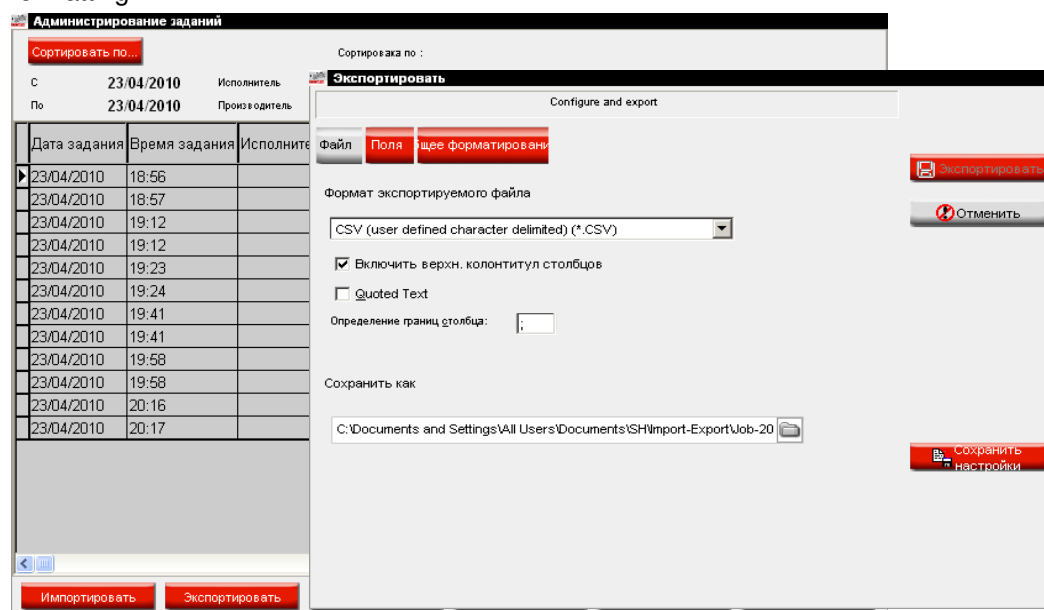 Администрирование заданий
Сортировать по...
Сортировака по :
С 23/04/2010 Исполнитель
По 23/04/2010 Производитель
Дата задания Время задания
23/04/2010 18:56
23/04/2010 18:57
23/04/2010 19:12
23/04/2010 19:12
23/04/2010 19:23
23/04/2010 19:24
23/04/2010 19:41
23/04/2010 19:41
23/04/2010 19:58
23/04/2010 19:58
23/04/2010 20:16
23/04/2010 20:17
Импортировать Экспортировать
Экспортировать
Configure and export
Файл Поля бщее форматировани
Формат экспортируемого файла
CSV (user defined character delimited) (*.CSV)
Включить верхн. колонтитул столбцов
Quoted Text
Определение границ столбца: ;
Сохранить как
C:\Documents and Settings\All Users\Documents\SH\Import-Export\Job-20
Экспортировать
Отменить
Сохранить
настройки